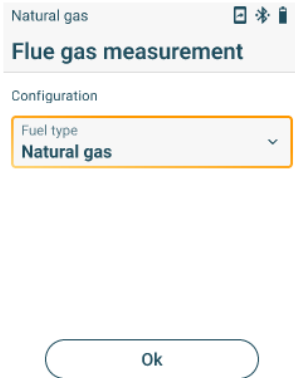 Natural gas
Flue gas measurement
Configuration
Fuel type
Natural gas
Ok